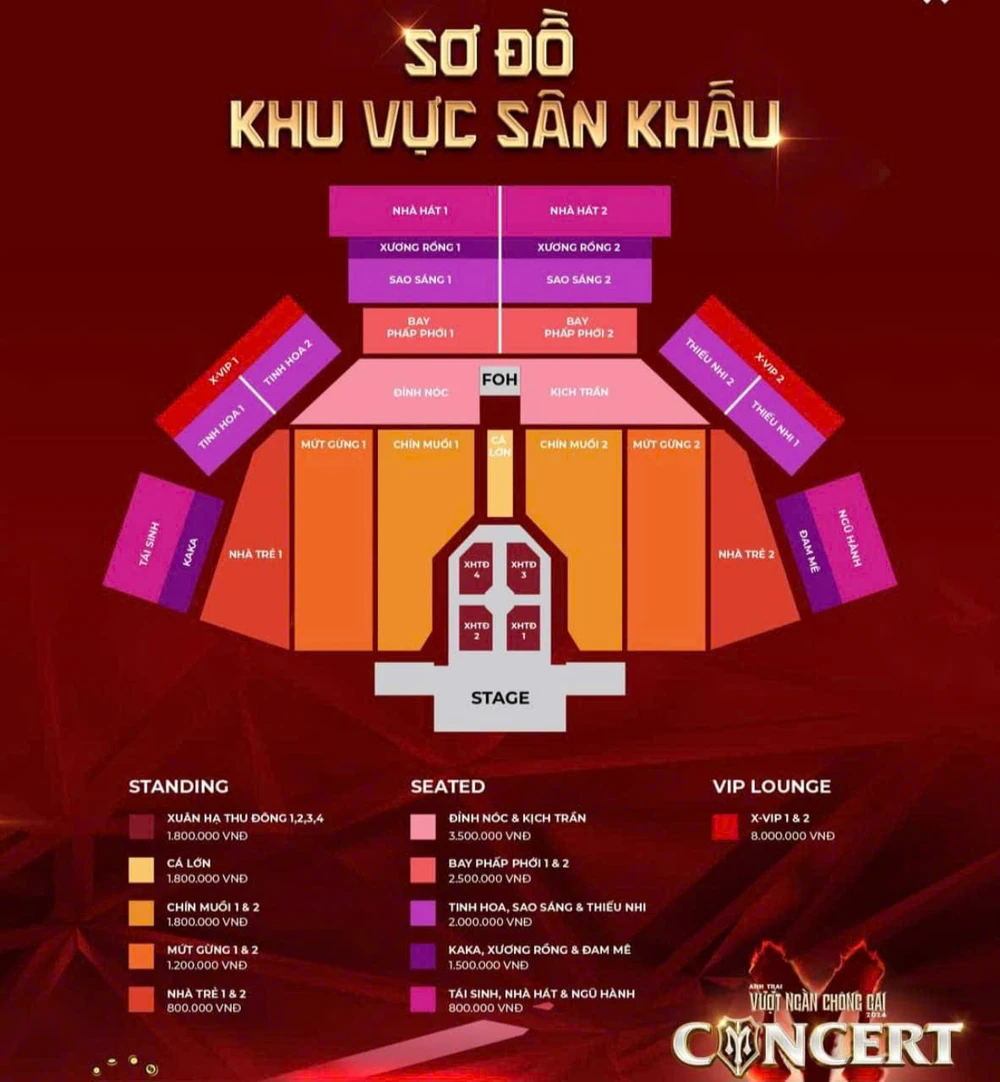 SƠ ĐỒ
KHU VỰC SÂN KHẤU
NHÀ HÁT 1
NHÀ HÁT 2
XƯƠNG RỒNG 1
XƯƠNG RỒNG 2
SAO SÁNG 1
SAO SÁNG 2
BAY
PHẤP PHỚI 1
BAY
PHẤP PHỚI 2
X-VIP 1
TINH HOA 2
TINH HOA 1
THIẾU NHI 2
X-VIP 2
THIẾU NHI 1
FOH
ĐỈNH NÓC
KỊCH TRẦN
MỨT GỪNG 1
CHÍN MUỒI 1
CÁ
LỚN
CHÍN MUỒI 2
MỨT GỪNG 2
TÁI SINH
KAKA
NHÀ TRẺ 1
NHÀ TRẺ 2
ĐAM MÊ
NGŨ HÀNH
XHTĐ
4
XHTĐ
3
XHTĐ
2
XHTĐ
1
STAGE
STANDING
XUÂN HẠ THU ĐÔNG 1,2,3,4
1.800.000 VNĐ
CÁ LỚN
1.800.000 VNĐ
CHÍN MUỒI 1 & 2
1.800.000 VNĐ
MỨT GỪNG 1 & 2
1.200.000 VNĐ
NHÀ TRẺ 1 & 2
800.000 VNĐ
SEATED
ĐỈNH NÓC & KỊCH TRẦN
3.500.000 VNĐ
BAY PHẤP PHỚI 1 & 2
2.500.000 VNĐ
TINH HOA, SAO SÁNG & THIẾU NHI
2.000.000 VNĐ
KAKA, XƯƠNG RỒNG & ĐAM MÊ
1.500.000 VNĐ
TÁI SINH, NHÀ HÁT & NGŨ HÀNH
800.000 VNĐ
VIP LOUNGE
X-VIP 1 & 2
8.000.000 VNĐ
ANH TRAI
VƯỢT NGÀN CHÔNG GAI
2024
CONCERT